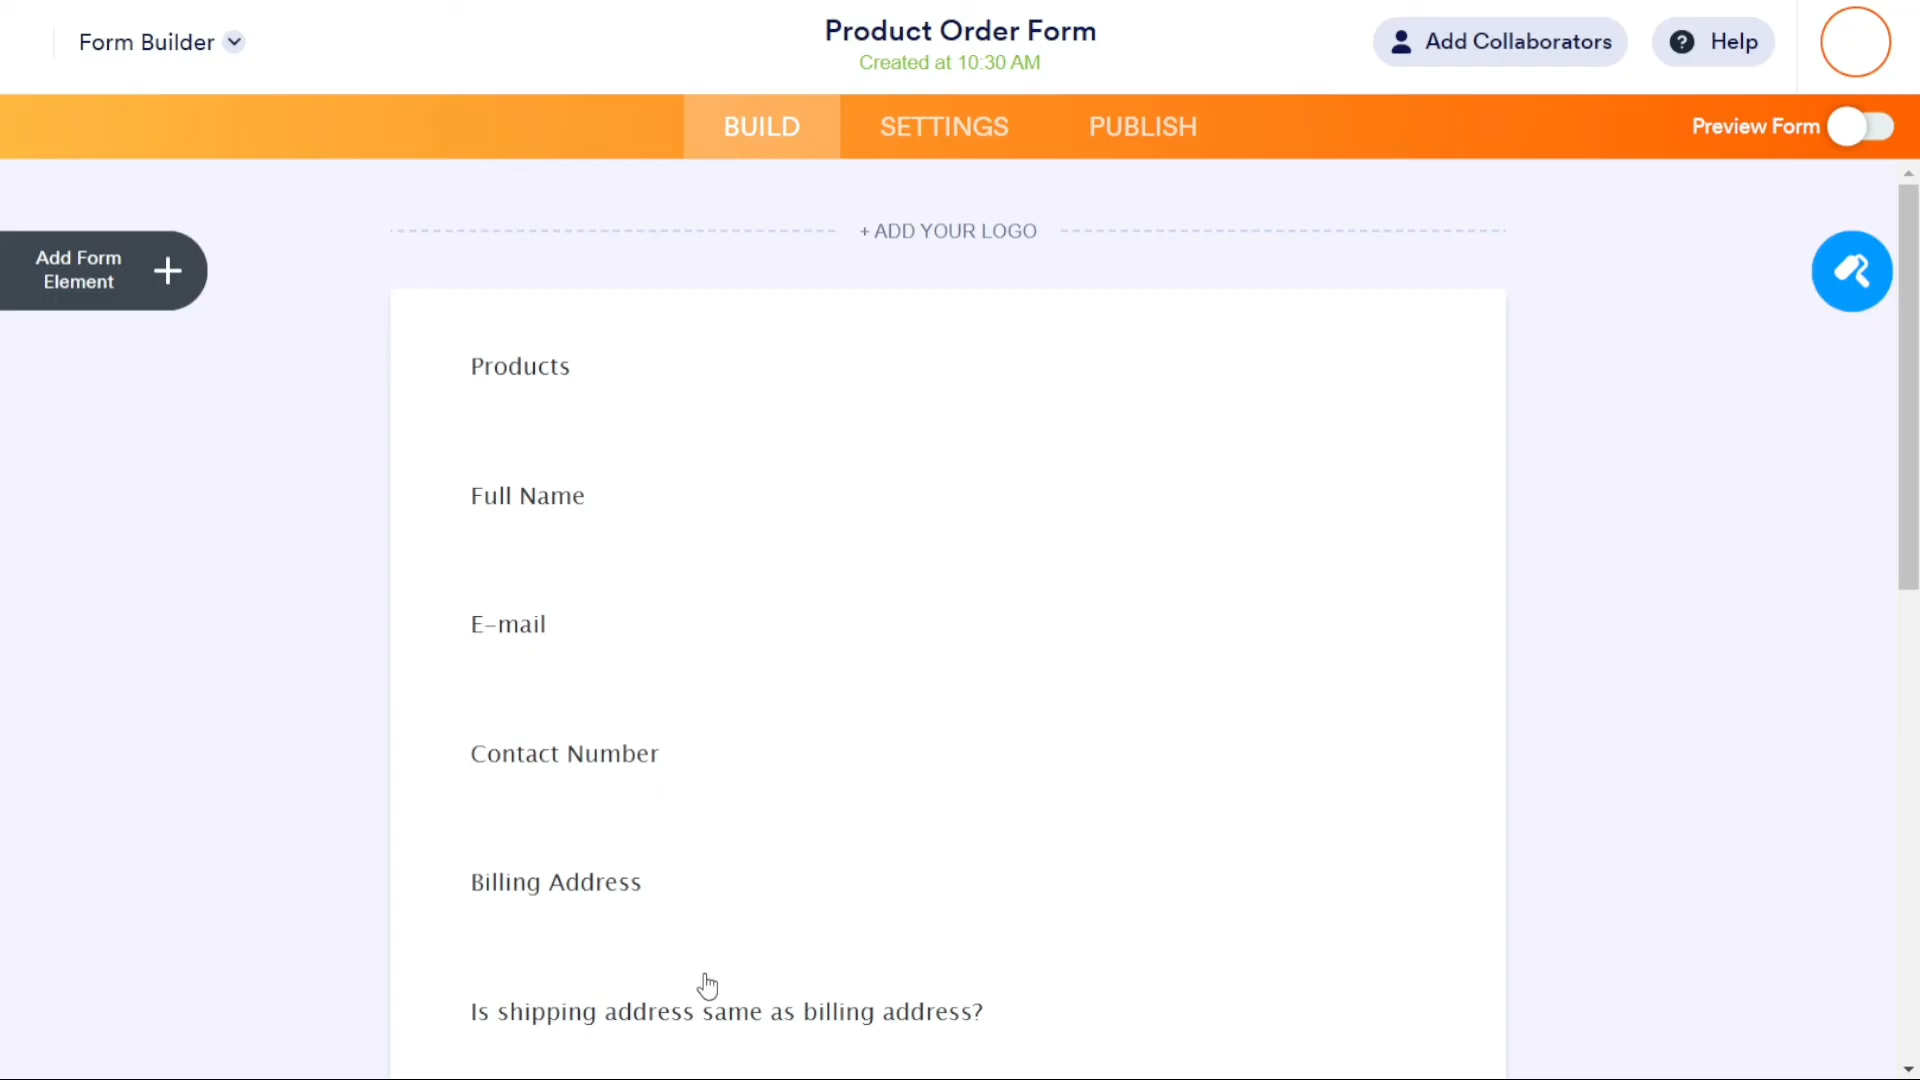 Form Builder
Product Order Form
Created at 10:30 AM
Add Collaborators
? Help
BUILD
SETTINGS
PUBLISH
Preview Form
+ ADD YOUR LOGO
Add Form
Element
Products
Full Name
E-mail
Contact Number
Billing Address
Is shipping address same as billing address?